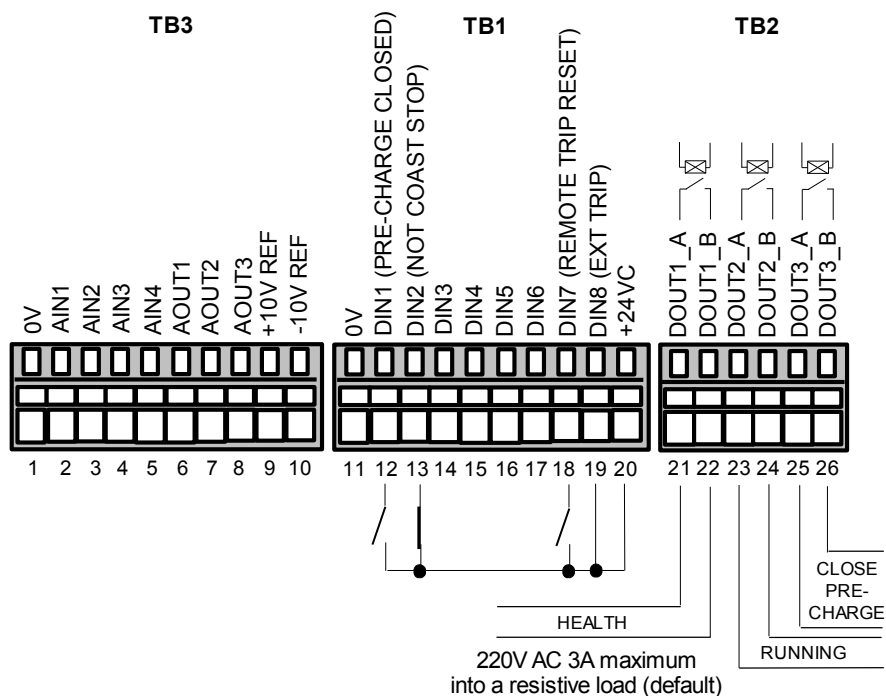 TB3
TB1
TB2
0V
AIN1
AIN2
AIN3
AIN4
AOUT1
AOUT2
AOUT3
+10V REF
-10V REF
0V
DIN1 (PRE-CHARGE CLOSED)
DIN2 (NOT COAST STOP)
DIN3
DIN4
DIN5
DIN6
DIN7 (REMOTE TRIP RESET)
DIN8 (EXT TRIP)
+24VC
DOUT1_A
DOUT1_B
DOUT2_A
DOUT2_B
DOUT3_A
DOUT3_B
1 2 3 4 5 6 7 8 9 10
11 12 13 14 15 16 17 18 19 20
21 22 23 24 25 26
CLOSE
PRE-
CHARGE
HEALTH
RUNNING
220V AC 3A maximum
into a resistive load (default)